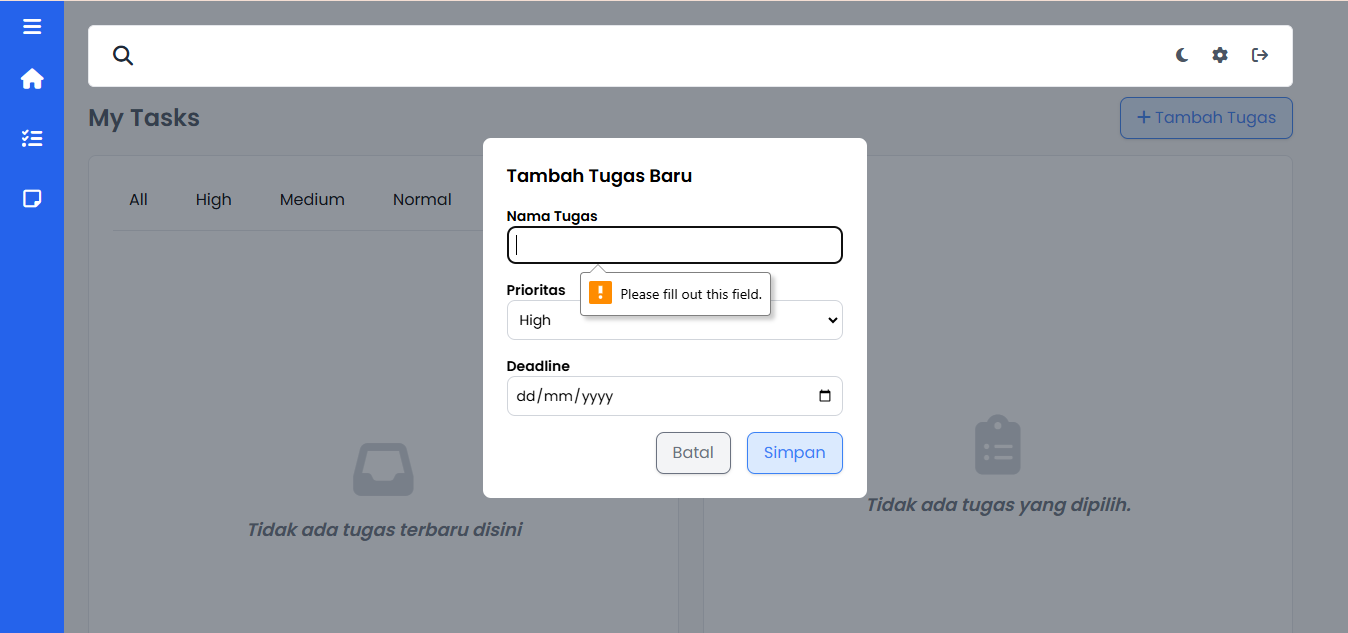 My Tasks
+ Tambah Tugas
All High Medium Normal
Tambah Tugas Baru
Nama Tugas
Please fill out this field.
Prioritas
High
Deadline
dd/mm/yyyy
Batal Simpan
Tidak ada tugas terbaru disini
Tidak ada tugas yang dipilih.